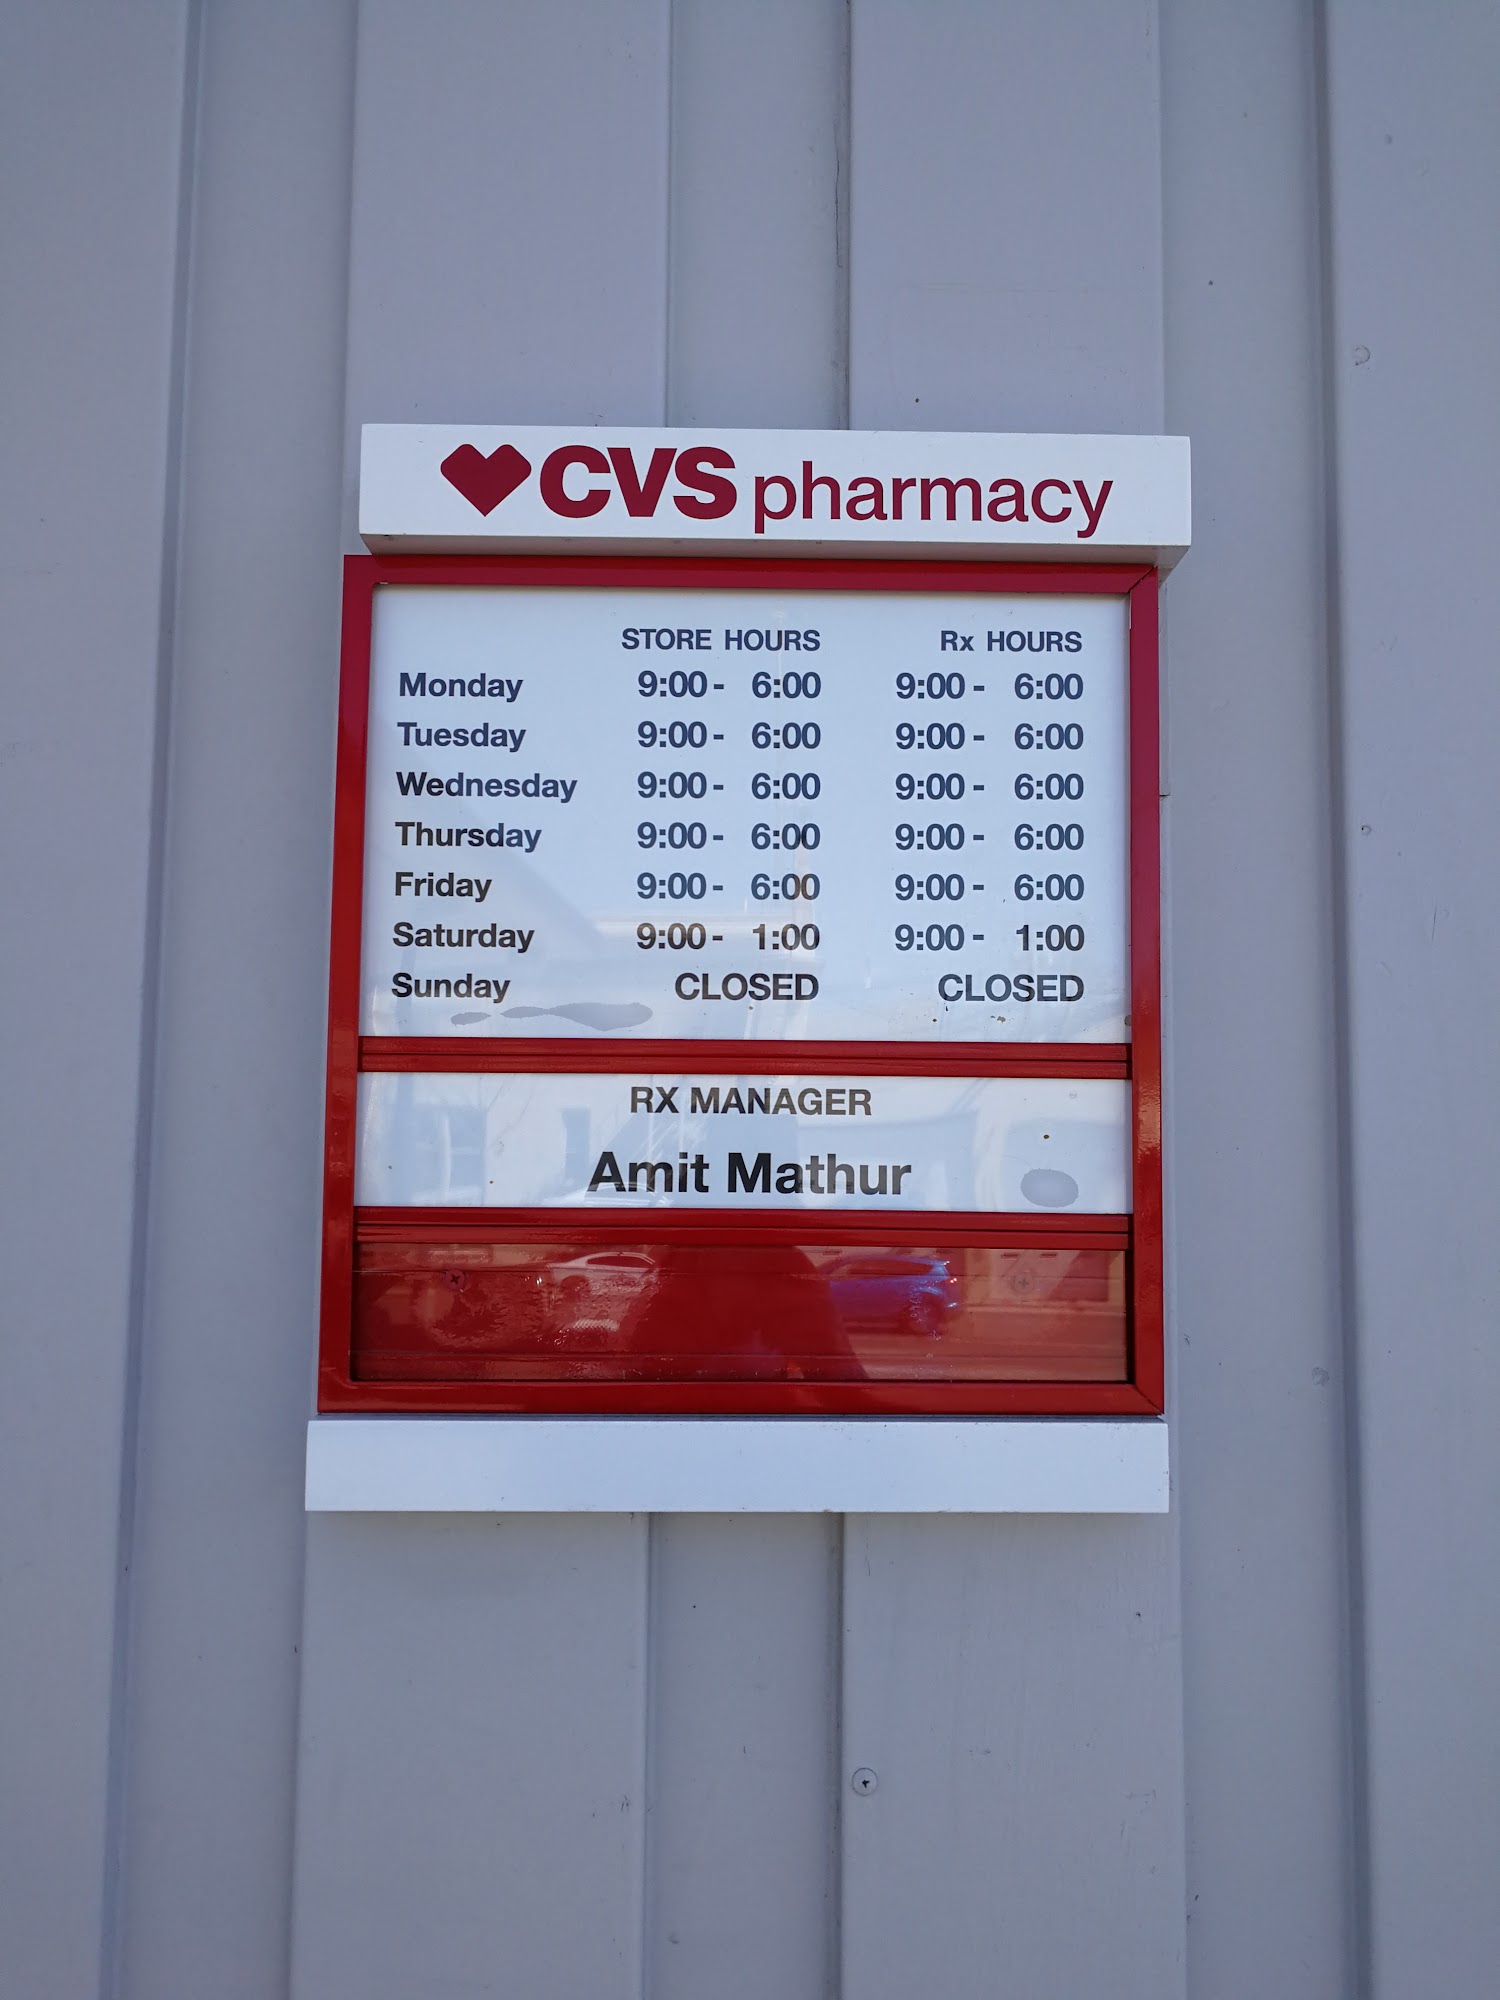 CVS pharmacy
STORE HOURS Rx HOURS
Monday 9:00 - 6:00 9:00 - 6:00
Tuesday 9:00 - 6:00 9:00 - 6:00
Wednesday 9:00 - 6:00 9:00 - 6:00
Thursday 9:00 - 6:00 9:00 - 6:00
Friday 9:00 - 6:00 9:00 - 6:00
Saturday 9:00 - 1:00 9:00 - 1:00
Sunday CLOSED CLOSED
RX MANAGER
Amit Mathur